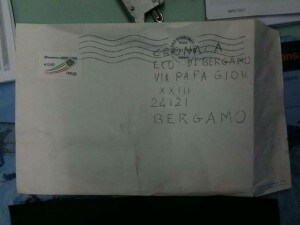 CRONACA
ECO DI BERGAMO
VIA PAPA GIOV
XXIII
24121
BERGAMO